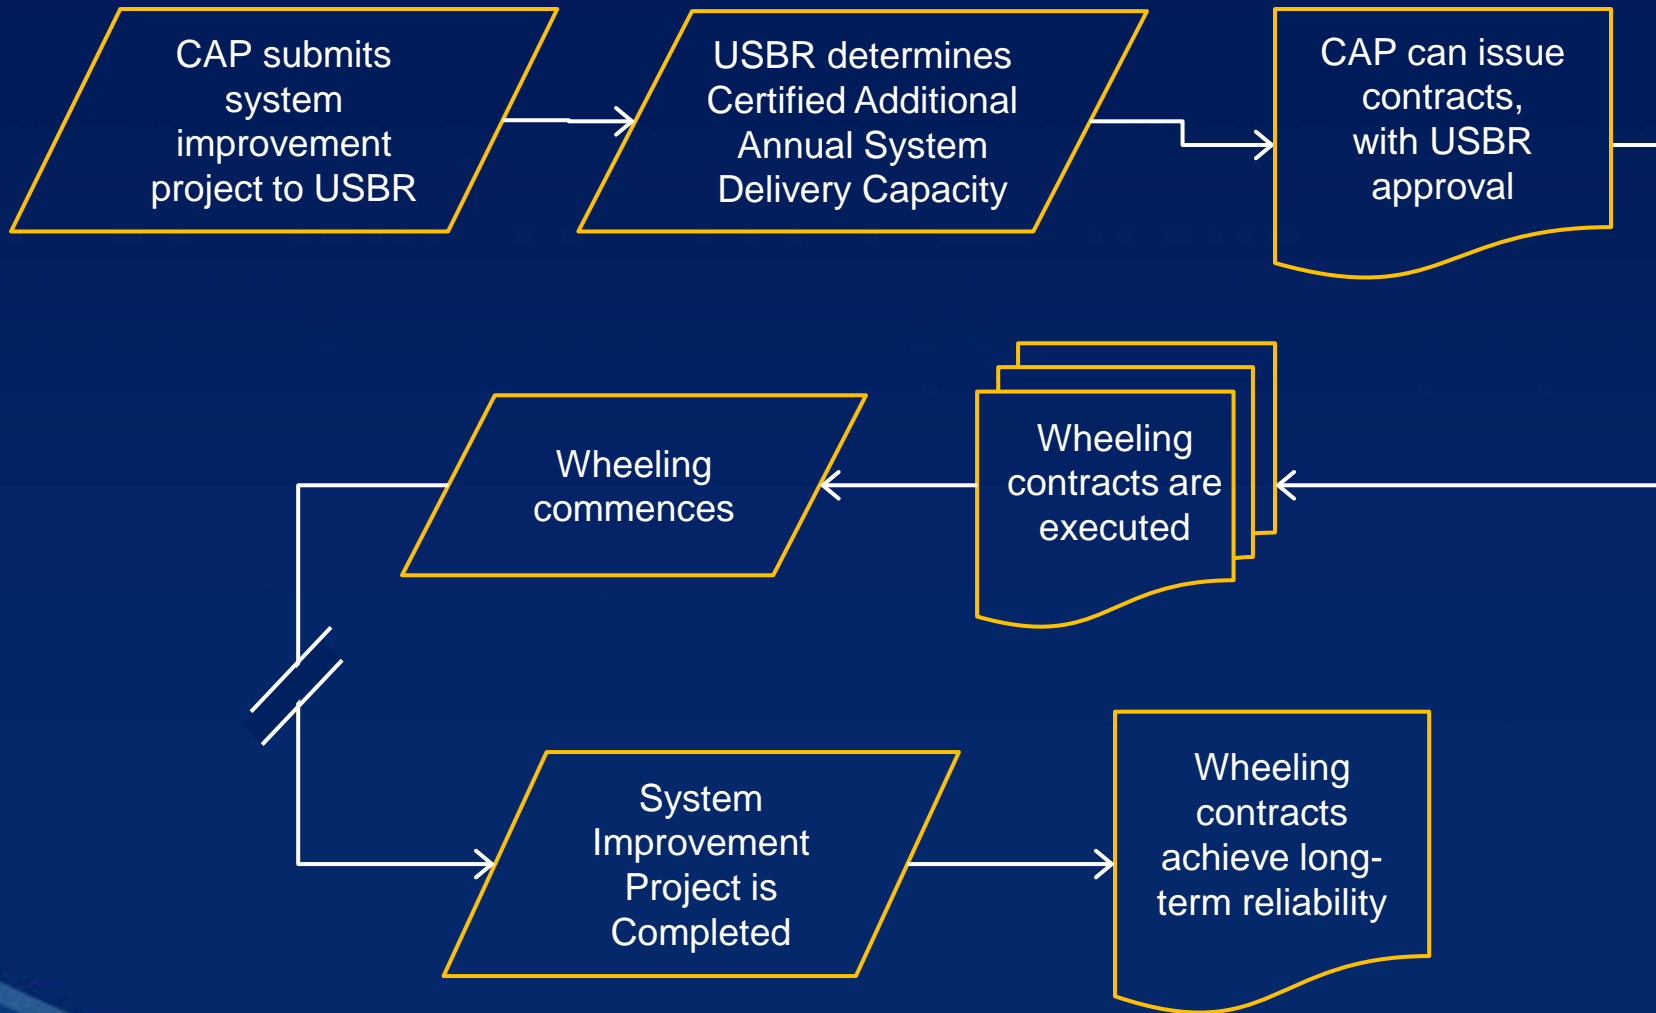 CAP submits
system
improvement
project to USBR
USBR determines
Certified Additional
Annual System
Delivery Capacity
CAP can issue
contracts,
with USBR
approval
Wheeling
contracts are
executed
Wheeling
commences
System
Improvement
Project is
Completed
Wheeling
contracts
achieve long-
term reliability